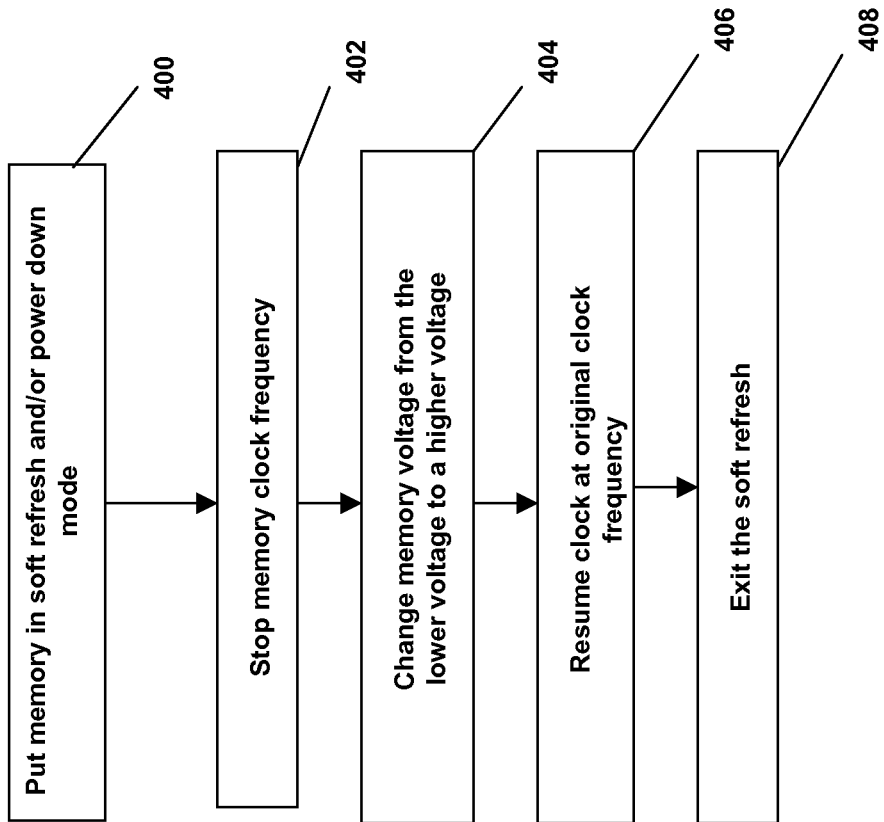 Put memory in soft refresh and/or power down
mode
400
Stop memory clock frequency
402
Change memory voltage from the
lower voltage to a higher voltage
404
Resume clock at original clock
frequency
406
Exit the soft refresh
408